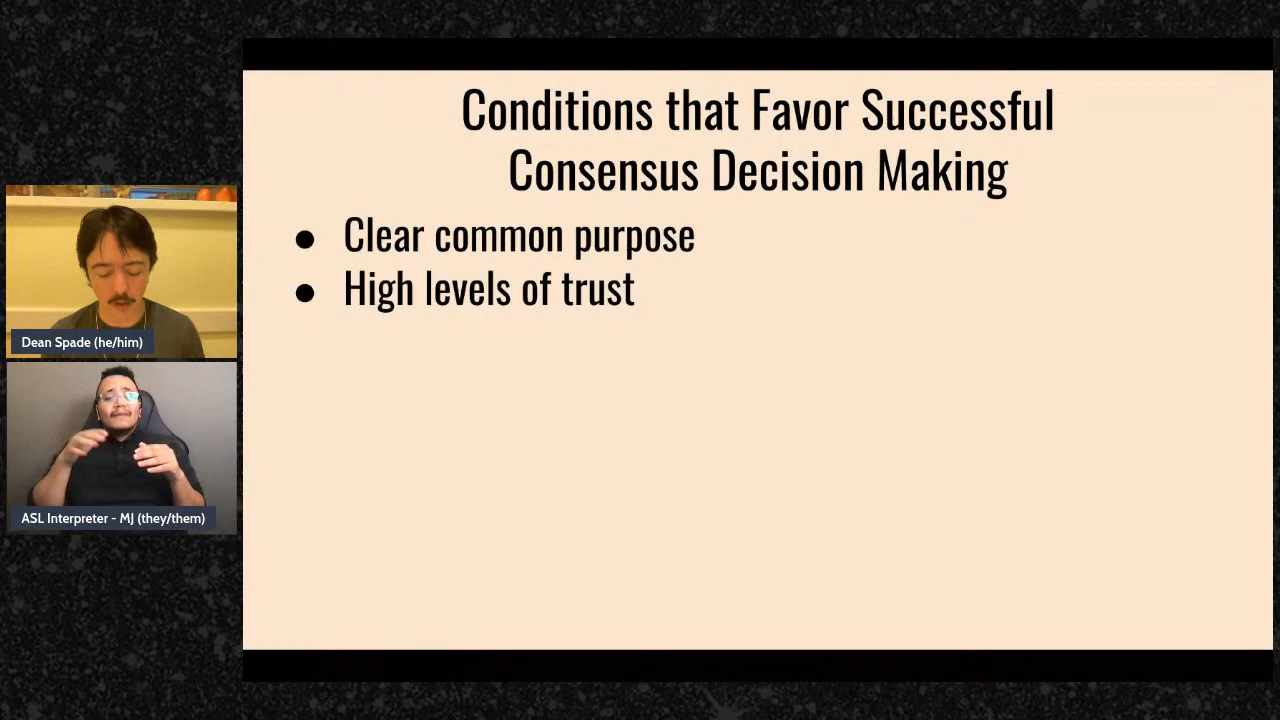 Conditions that Favor Successful
Consensus Decision Making
● Clear common purpose
● High levels of trust
Dean Spade (he/him)
ASL Interpreter - MJ (they/them)